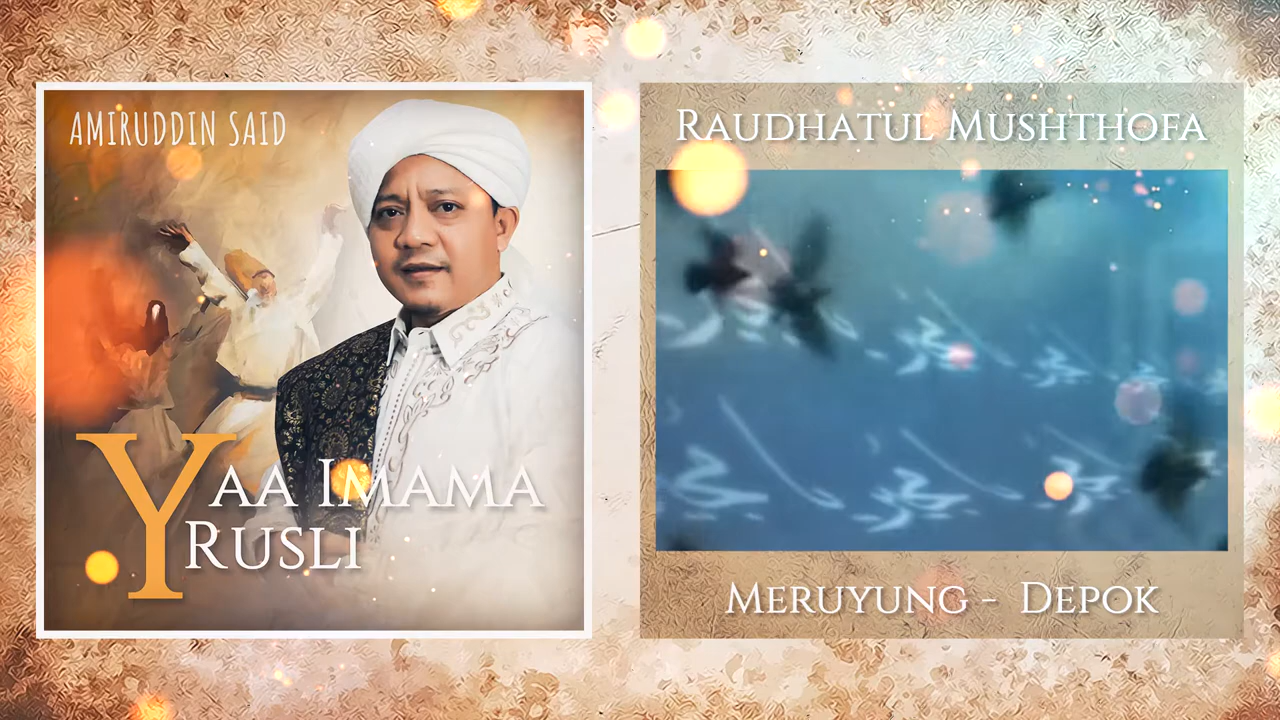 AMIRUDDIN SAID
YAA IMAMA
RUSLI
RAUDHATUL MUSHTHOFA
MERUYUNG - DEPOK